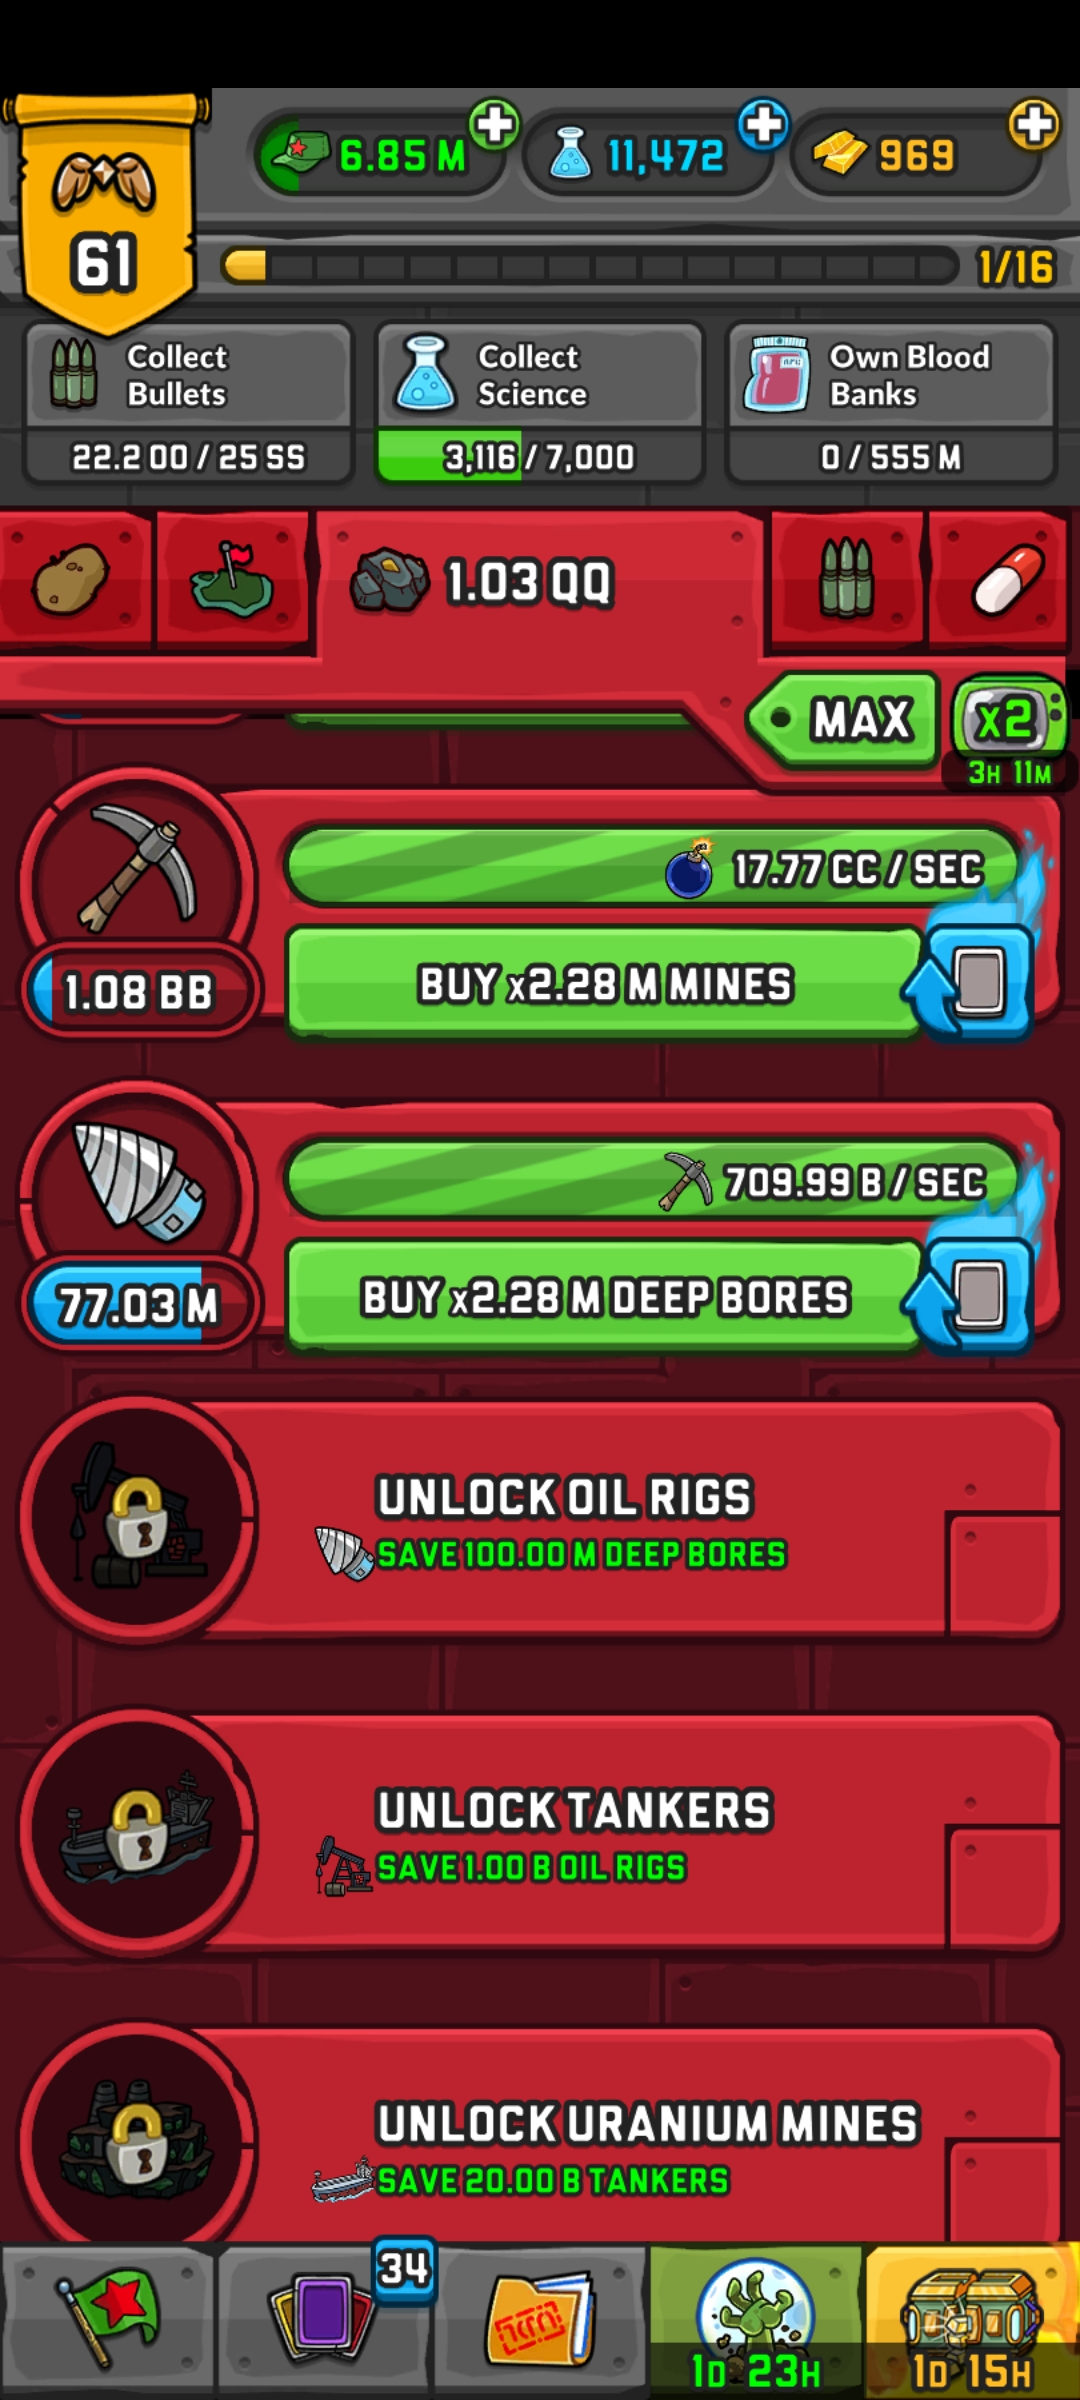 6.85 M
11,472
969
61
1/16
Collect
Bullets
22.2 OO / 25 SS
Collect
Science
3,116 / 7,000
Own Blood
Banks
0 / 555 M
1.03 QQ
MAX
x2
3H 11M
17.77 CC / SEC
1.08 BB
BUY x2.28 M MINES
709.99 B / SEC
77.03 M
BUY x2.28 M DEEP BORES
UNLOCK OIL RIGS
SAVE 100.00 M DEEP BORES
UNLOCK TANKERS
SAVE 1.00 B OIL RIGS
UNLOCK URANIUM MINES
SAVE 20.00 B TANKERS
34
1D 23H
1D 15H